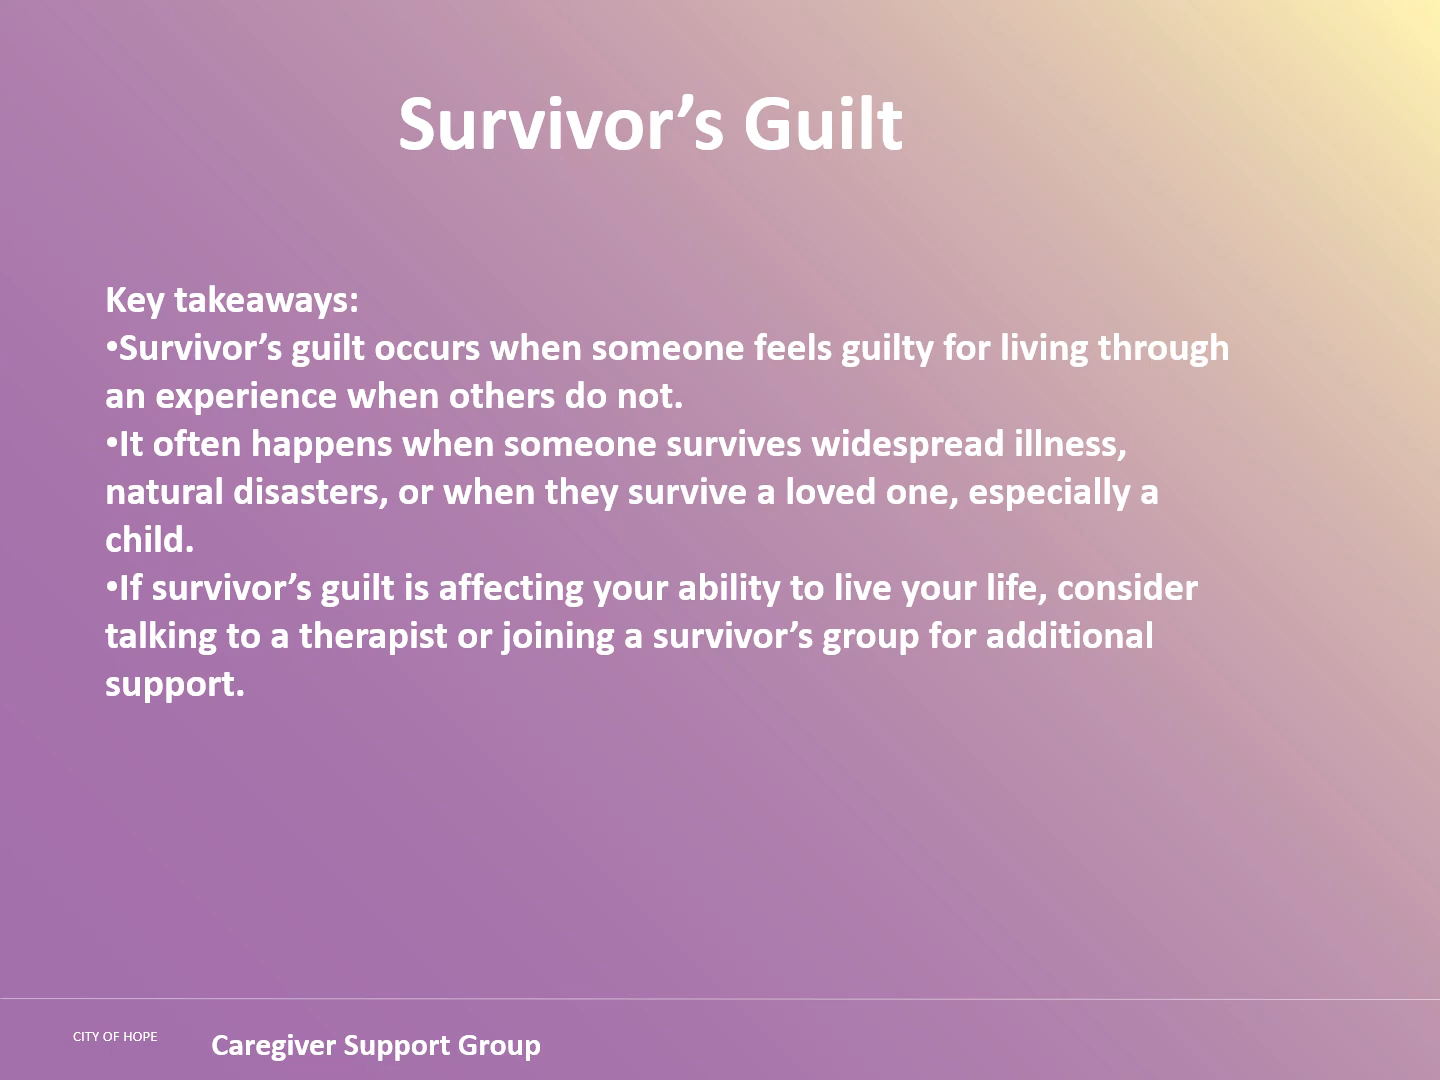 Survivor’s Guilt
Key takeaways:
•Survivor’s guilt occurs when someone feels guilty for living through
an experience when others do not.
•It often happens when someone survives widespread illness,
natural disasters, or when they survive a loved one, especially a
child.
•If survivor’s guilt is affecting your ability to live your life, consider
talking to a therapist or joining a survivor’s group for additional
support.
CITY OF HOPE
Caregiver Support Group